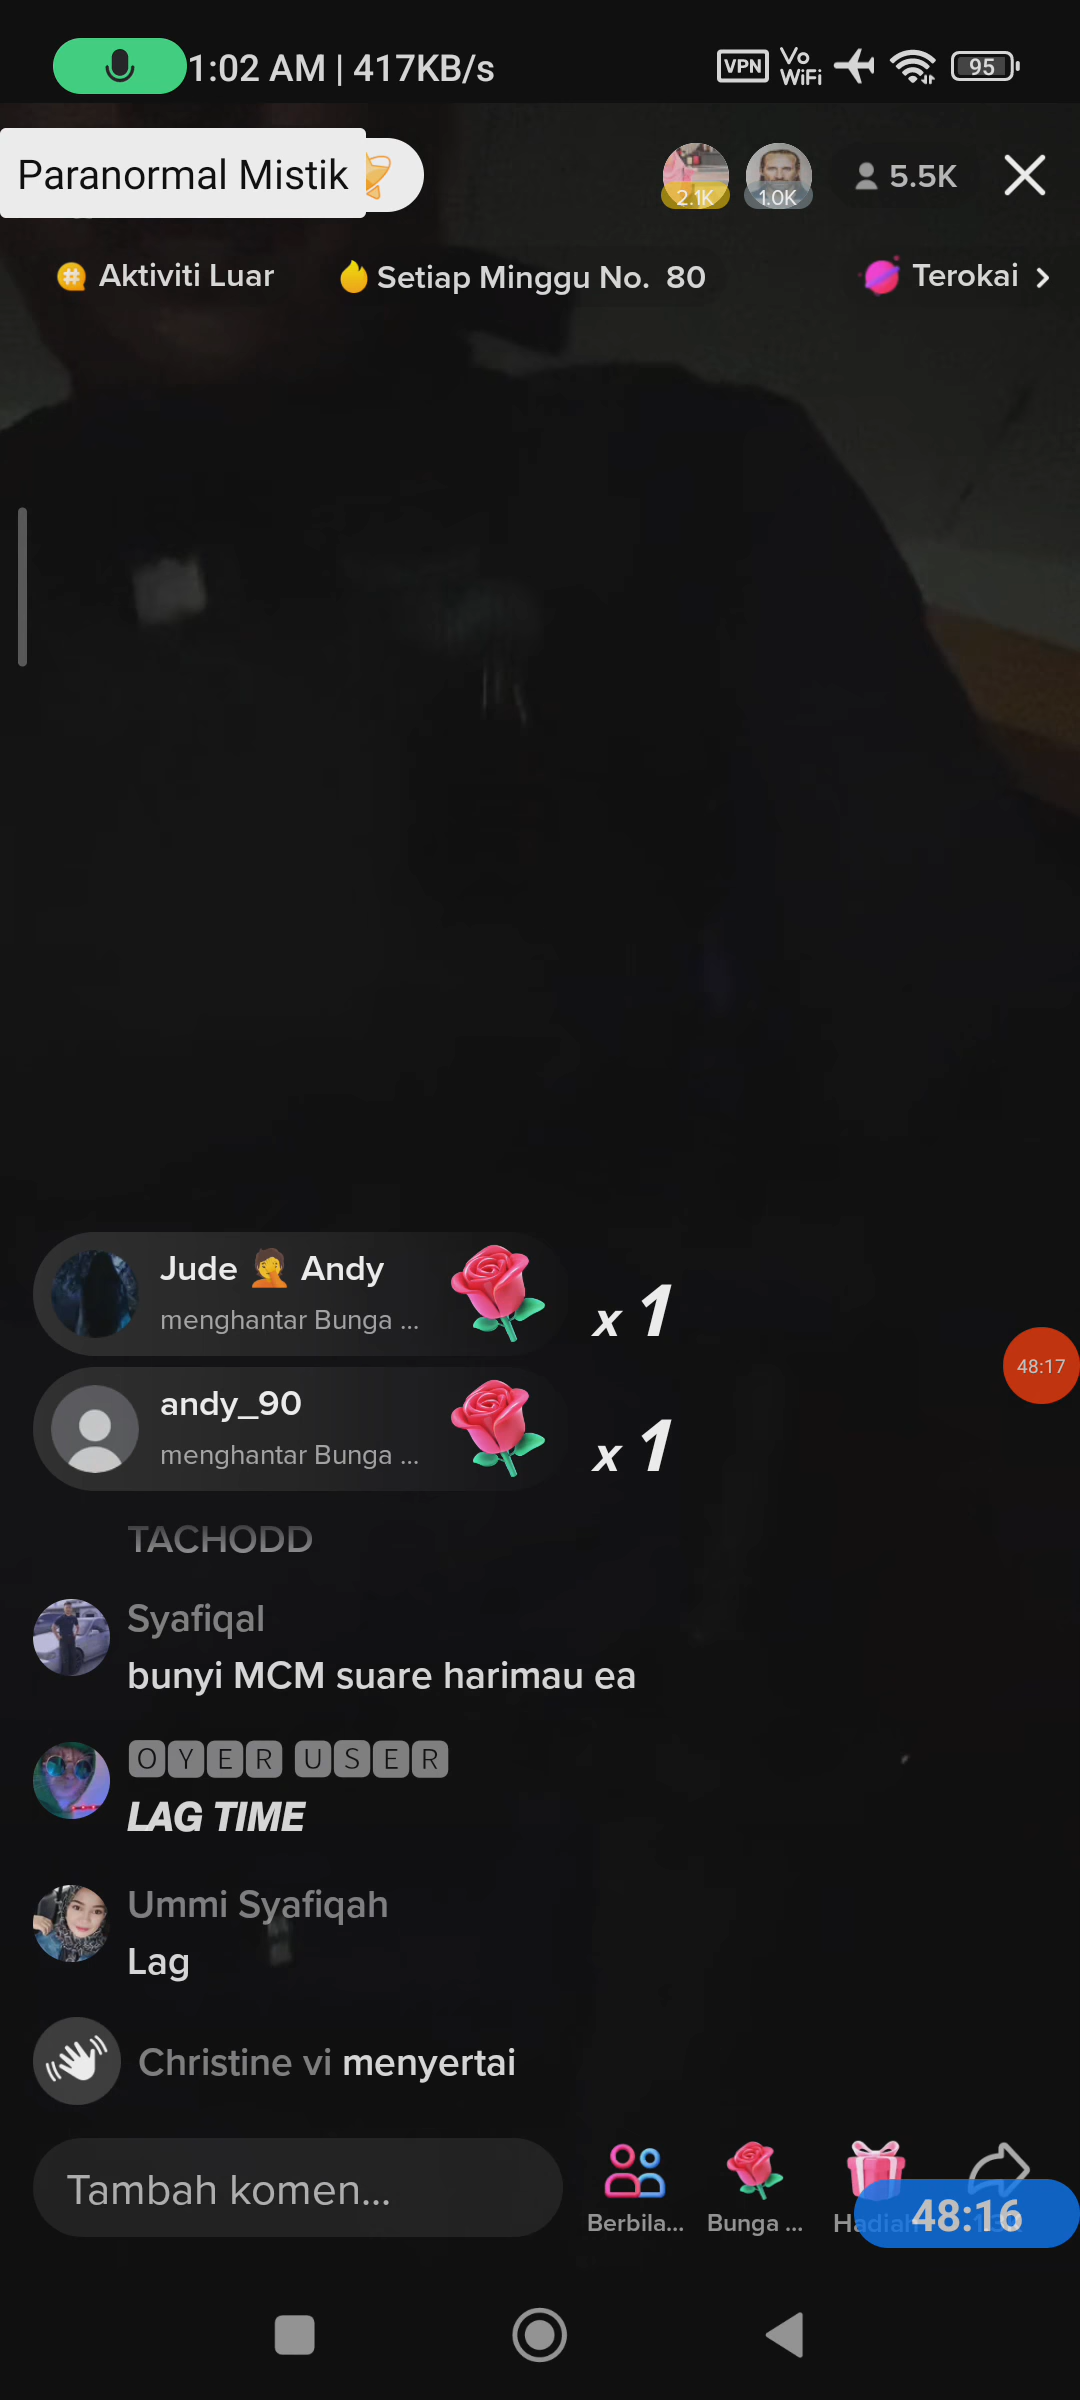 1:02 AM | 417KB/s
VPN
Vo
WiFi
95
Paranormal Mistik
2.1K
1.0K
5.5K
Aktiviti Luar
Setiap Minggu No. 80
Terokai
Jude 🤦 Andy
menghantar Bunga ...
x 1
48:17
andy_90
menghantar Bunga ...
x 1
TACHODD
Syafiqal
bunyi MCM suare harimau ea
OYER USER
LAG TIME
Ummi Syafiqah
Lag
Christine vi menyertai
Tambah komen...
Berbila...
Bunga ...
Hadiah
48:16